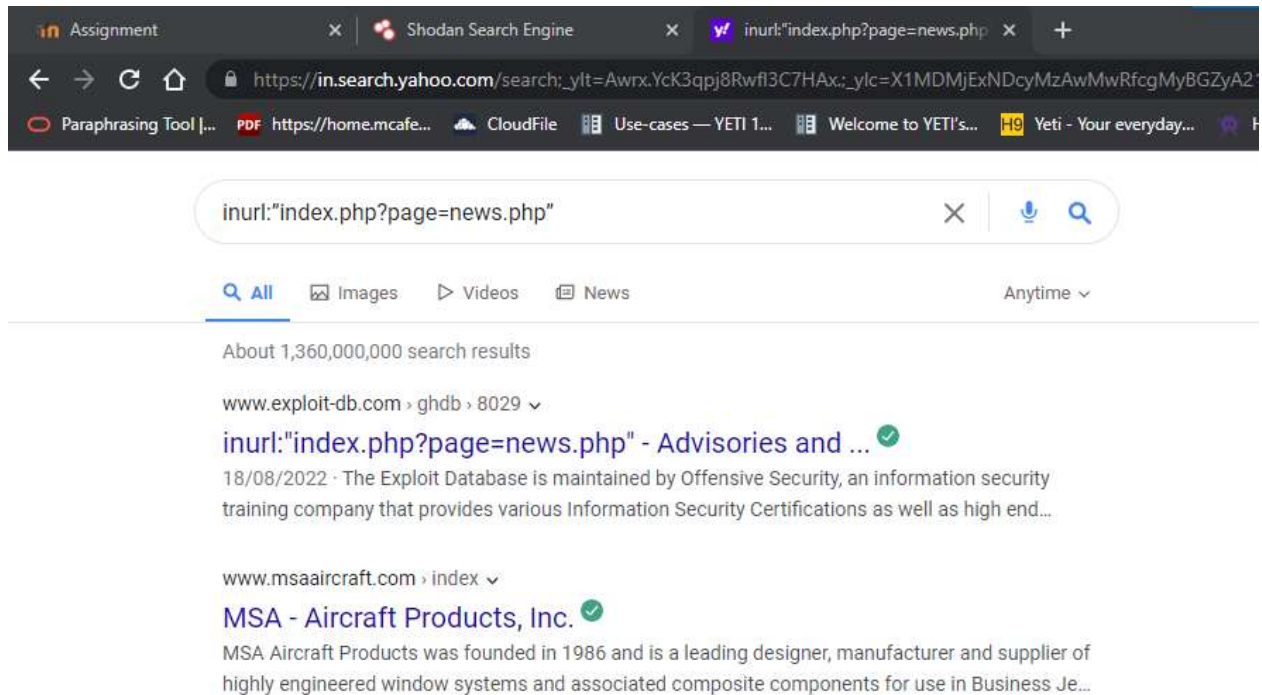 Assignment
Shodan Search Engine
inurl:"index.php?page=news.php
https://in.search.yahoo.com/search;_ylt=Awrx.YcK3qpj8Rwfl3C7HAx.;_ylc=X1MDMjExNDcyMzAwMwRfcgMyBGZyA21
Paraphrasing Tool |...
PDF https://home.mcafe...
CloudFile
Use-cases — YETI 1...
Welcome to YETI's...
H9 Yeti - Your everyday...
H
inurl:"index.php?page=news.php"
All Images Videos News Anytime
About 1,360,000,000 search results
www.exploit-db.com › ghdb › 8029
inurl:"index.php?page=news.php" - Advisories and ...
18/08/2022 · The Exploit Database is maintained by Offensive Security, an information security
training company that provides various Information Security Certifications as well as high end...
www.msaaircraft.com › index
MSA - Aircraft Products, Inc.
MSA Aircraft Products was founded in 1986 and is a leading designer, manufacturer and supplier of
highly engineered window systems and associated composite components for use in Business Je...